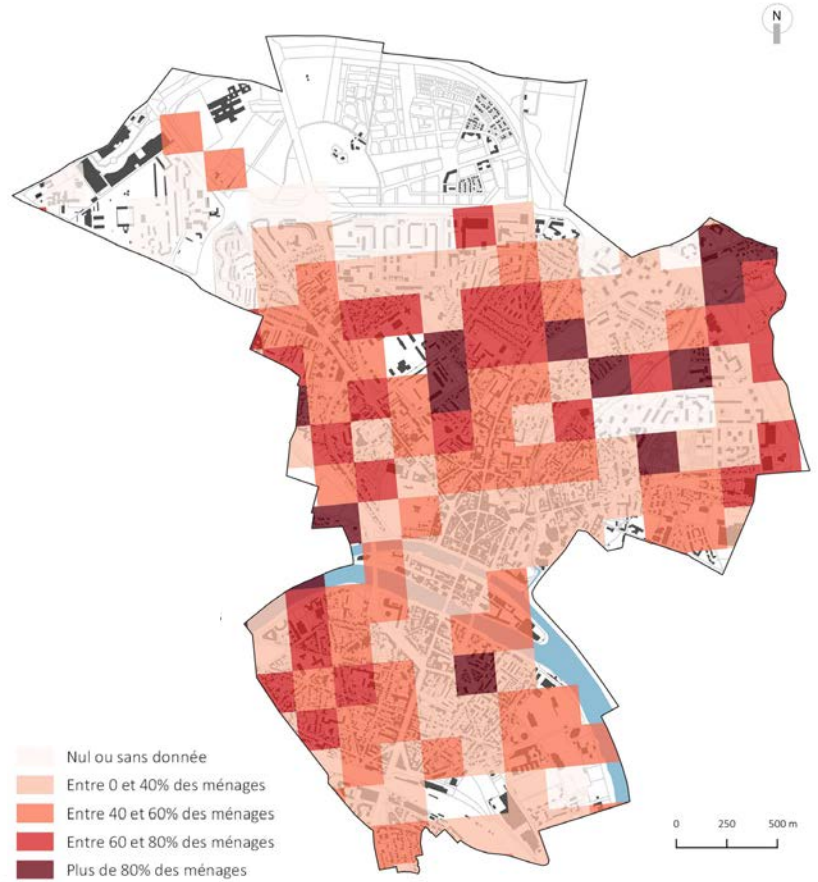 N
Nul ou sans donnée
Entre 0 et 40% des ménages
Entre 40 et 60% des ménages
Entre 60 et 80% des ménages
Plus de 80% des ménages
0 250 500 m